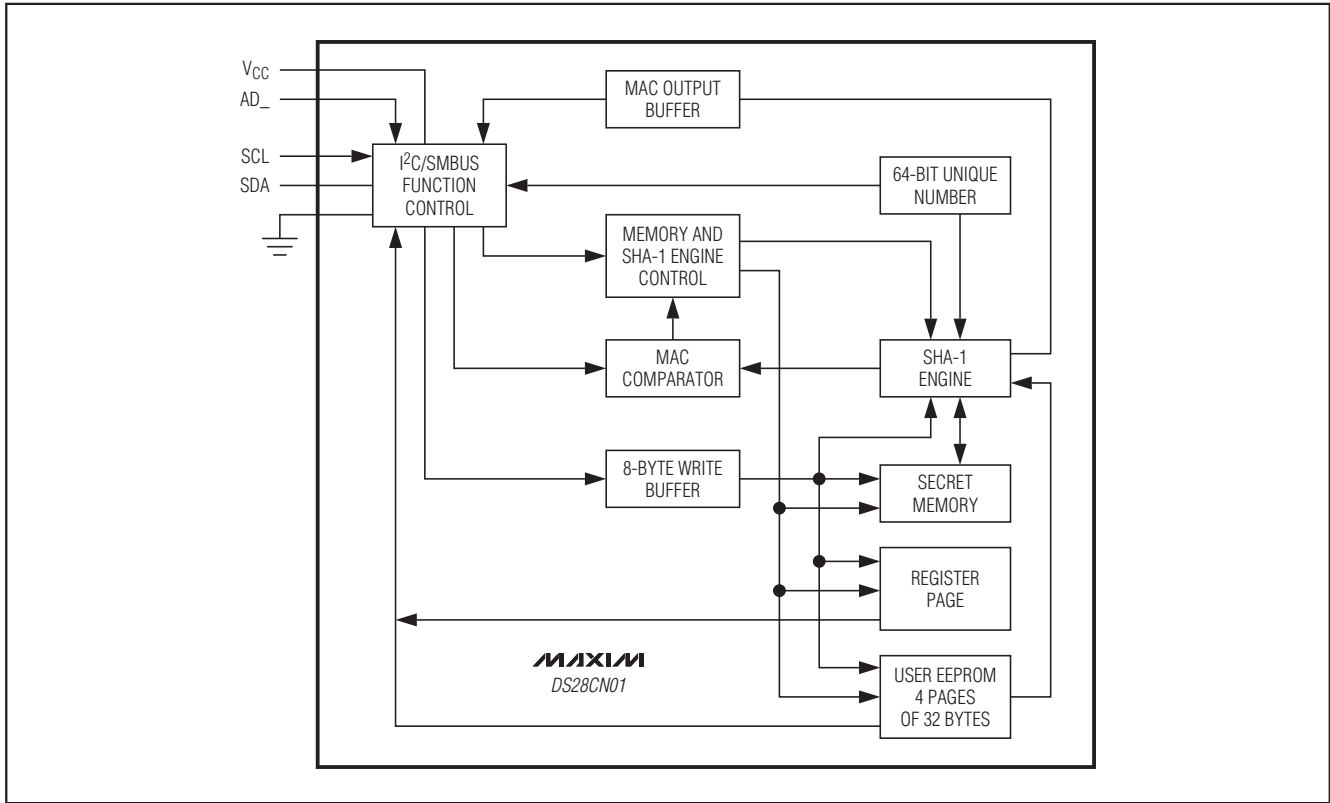 V_CC
AD_
SCL
SDA
I²C/SMBUS
FUNCTION
CONTROL
MAC OUTPUT
BUFFER
64-BIT UNIQUE
NUMBER
MEMORY AND
SHA-1 ENGINE
CONTROL
MAC
COMPARATOR
SHA-1
ENGINE
8-BYTE WRITE
BUFFER
SECRET
MEMORY
REGISTER
PAGE
USER EEPROM
4 PAGES
OF 32 BYTES
MAXIM
DS28CN01